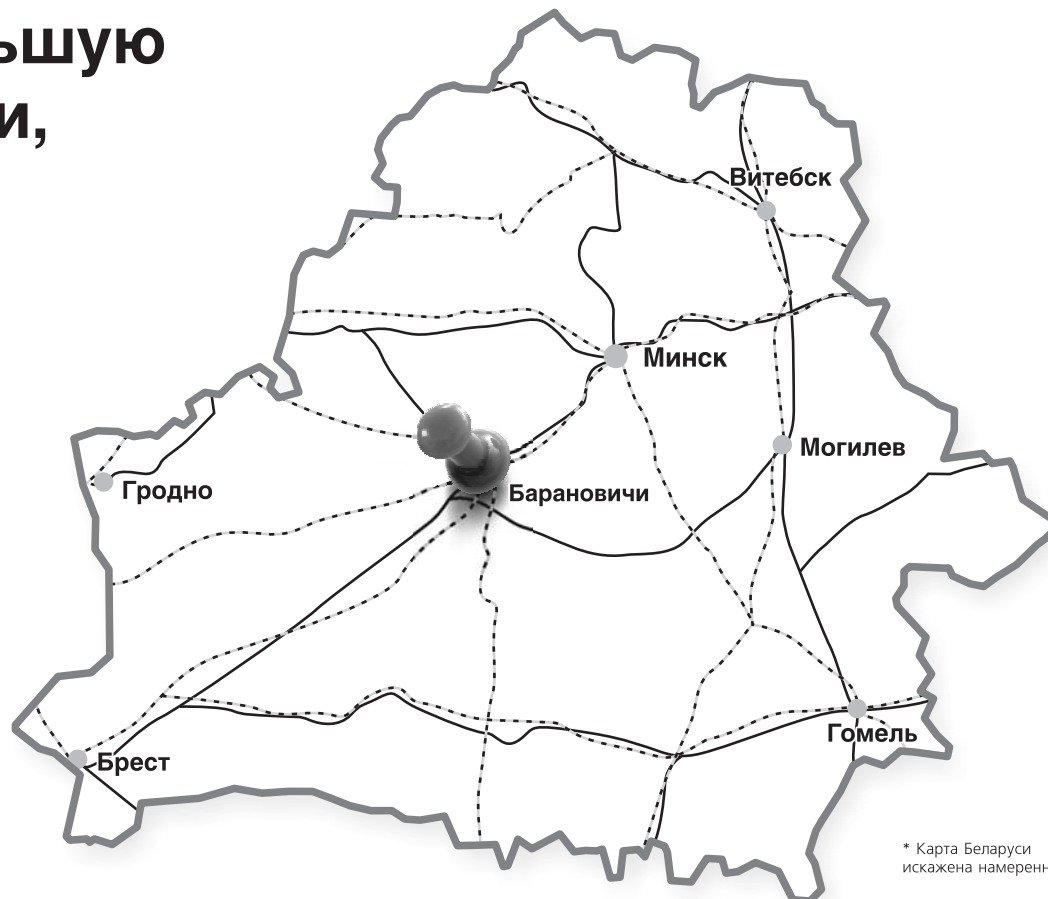 ьшую
и,
Витебск
Минск
Могилев
Гродно
Барановичи
Гомель
Брест
* Карта Беларуси
искажена намеренн